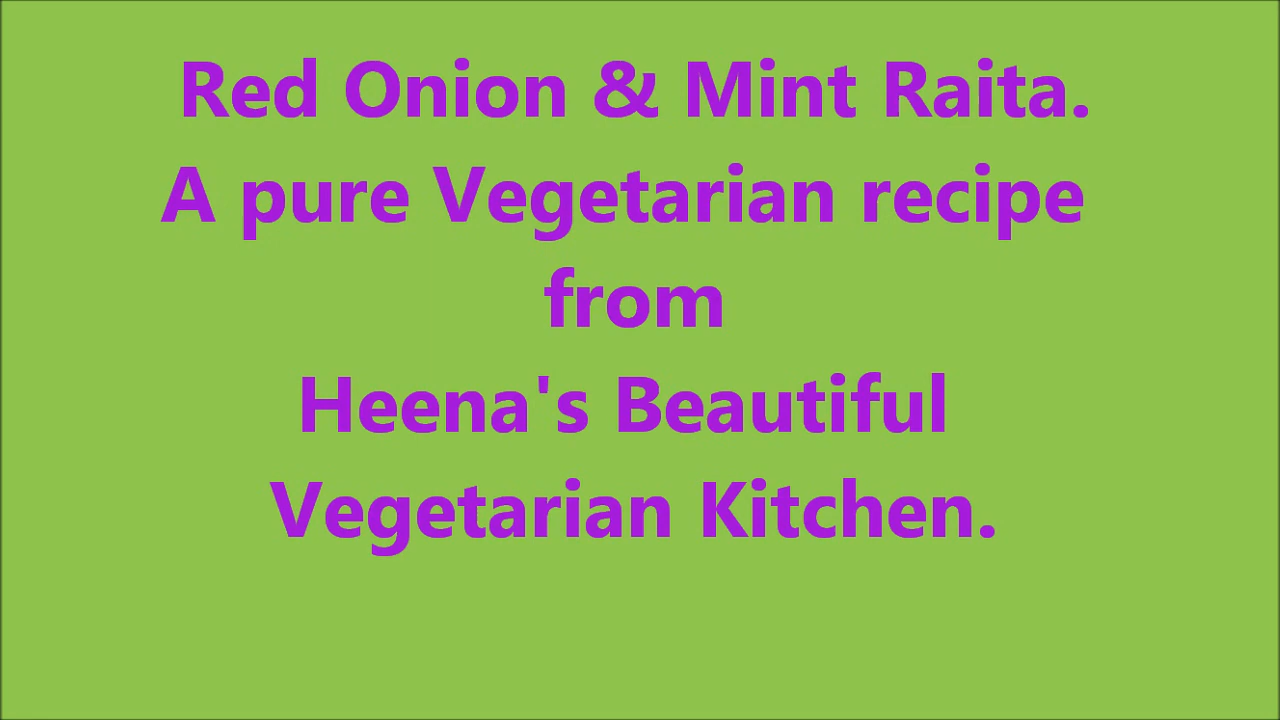 Red Onion & Mint Raita.
A pure Vegetarian recipe
from
Heena's Beautiful
Vegetarian Kitchen.